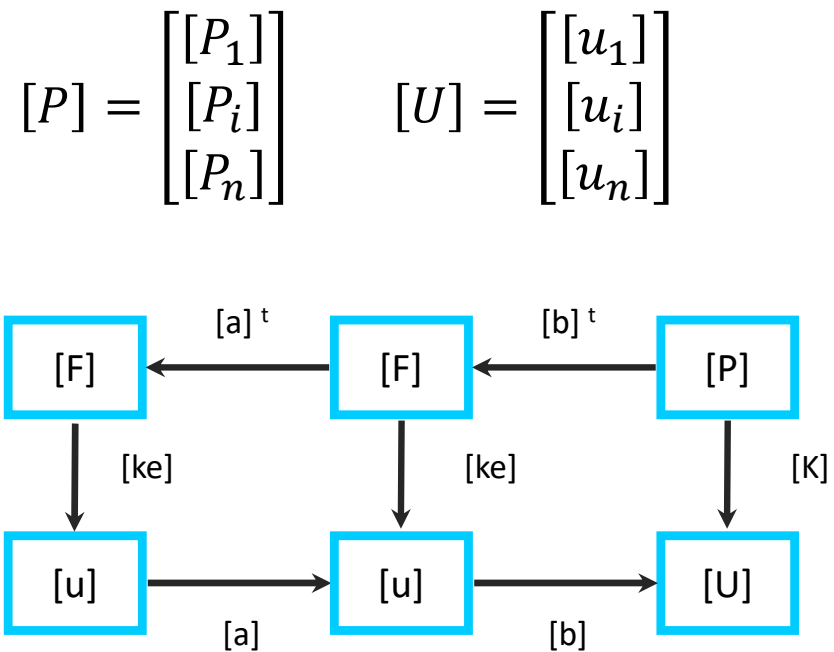 [P] = [[P₁] [Pᵢ] [Pₙ]]
[U] = [[u₁] [uᵢ] [uₙ]]
[a] ᵗ
[b] ᵗ
[F]
[F]
[P]
[ke]
[ke]
[K]
[u]
[u]
[U]
[a]
[b]